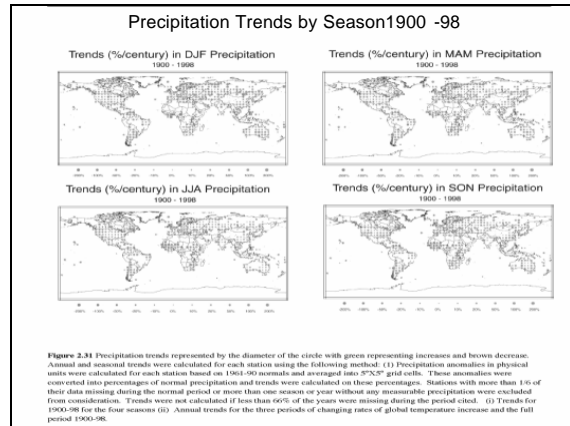 Precipitation Trends by Season1900 -98
Trends (%/century) in DJF Precipitation
1900 - 1998
Trends (%/century) in MAM Precipitation
1900 - 1998
Trends (%/century) in JJA Precipitation
1900 - 1998
Trends (%/century) in SON Precipitation
1900 - 1998
Figure 2.31 Precipitation trends represented by the diameter of the circle with green representing increases and brown decrease.
Annual and seasonal trends were calculated for each station using the following method: (1) Precipitation anomalies in physical
units were calculated for each station based on 1961-90 normals and averaged into 5°X5° grid cells. These anomalies were
converted into percentages of normal precipitation and trends were calculated on these percentages. Stations with more than 1/6 of
their data missing during the normal period or more than one season or year without any measurable precipitation were excluded
from consideration. Trends were not calculated if less than 66% of the years were missing during the period cited. (i) Trends for
1900-98 for the four seasons (ii) Annual trends for the three periods of changing rates of global temperature increase and the full
period 1900-98.